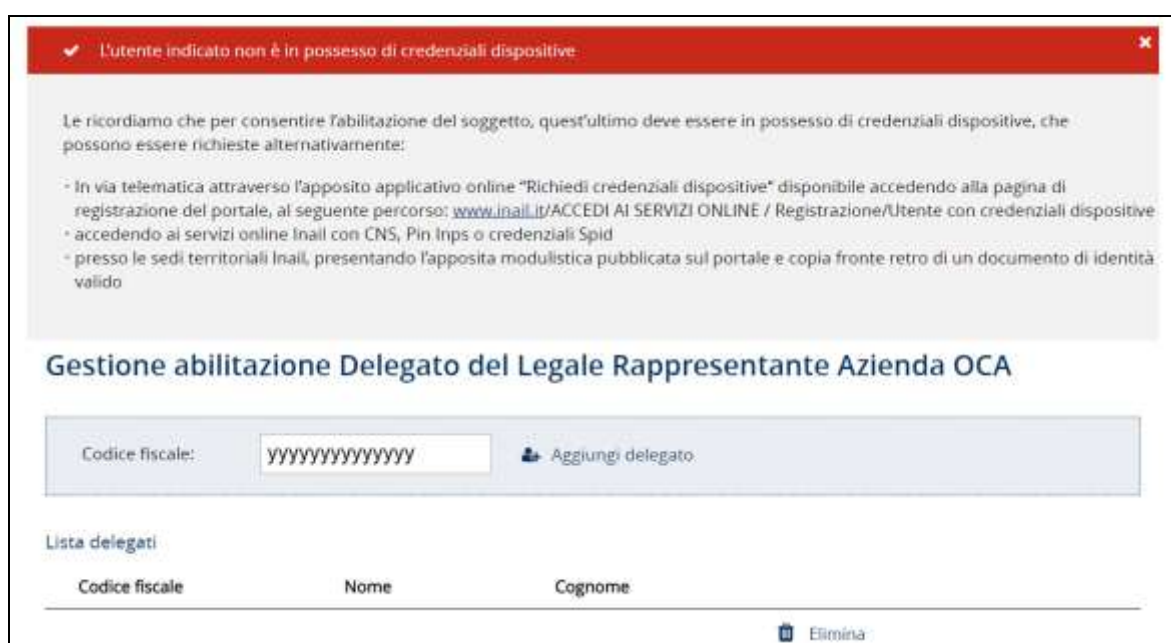 L'utente indicato non è in possesso di credenziali dispositive
Le ricordiamo che per consentire l'abilitazione del soggetto, quest'ultimo deve essere in possesso di credenziali dispositive, che
possono essere richieste alternativamente:
- In via telematica attraverso l'apposito applicativo online "Richiedi credenziali dispositive" disponibile accedendo alla pagina di
registrazione del portale, al seguente percorso: www.inail.it/ACCEDI AI SERVIZI ONLINE / Registrazione/Utente con credenziali dispositive
- accedendo ai servizi online Inail con CNS, Pin Inps o credenziali Spid
- presso le sedi territoriali Inail, presentando l'apposita modulistica pubblicata sul portale e copia fronte retro di un documento di identità
valido
Gestione abilitazione Delegato del Legale Rappresentante Azienda OCA
Codice fiscale: yyyyyyyyyyyyyy Aggiungi delegato
Lista delegati
Codice fiscale Nome Cognome
Elimina